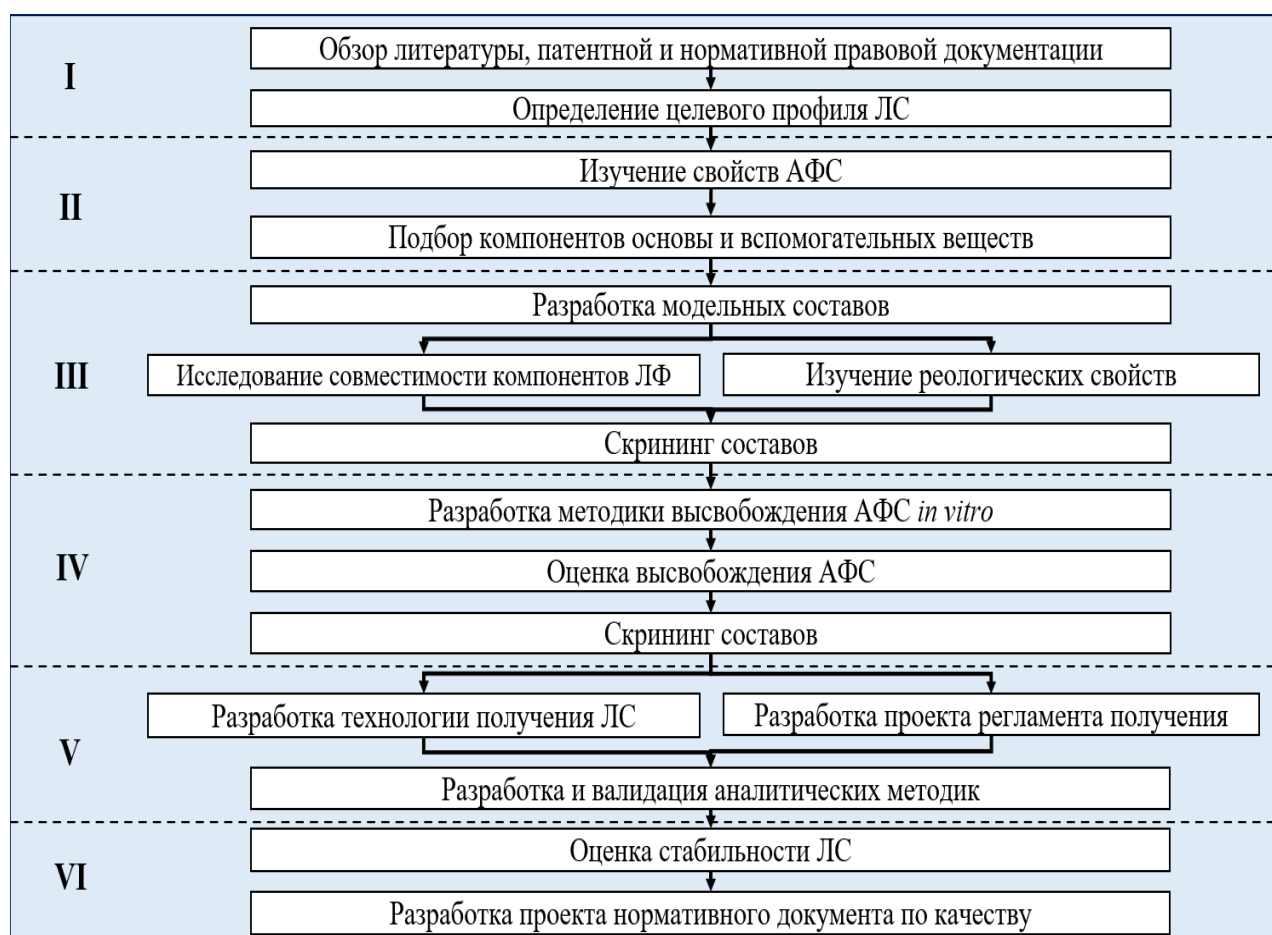 I
Обзор литературы, патентной и нормативной правовой документации
Определение целевого профиля ЛС
II
Изучение свойств АФС
Подбор компонентов основы и вспомогательных веществ
III
Разработка модельных составов
Исследование совместимости компонентов ЛФ
Изучение реологических свойств
Скрининг составов
IV
Разработка методики высвобождения АФС in vitro
Оценка высвобождения АФС
Скрининг составов
V
Разработка технологии получения ЛС
Разработка проекта регламента получения
Разработка и валидация аналитических методик
VI
Оценка стабильности ЛС
Разработка проекта нормативного документа по качеству